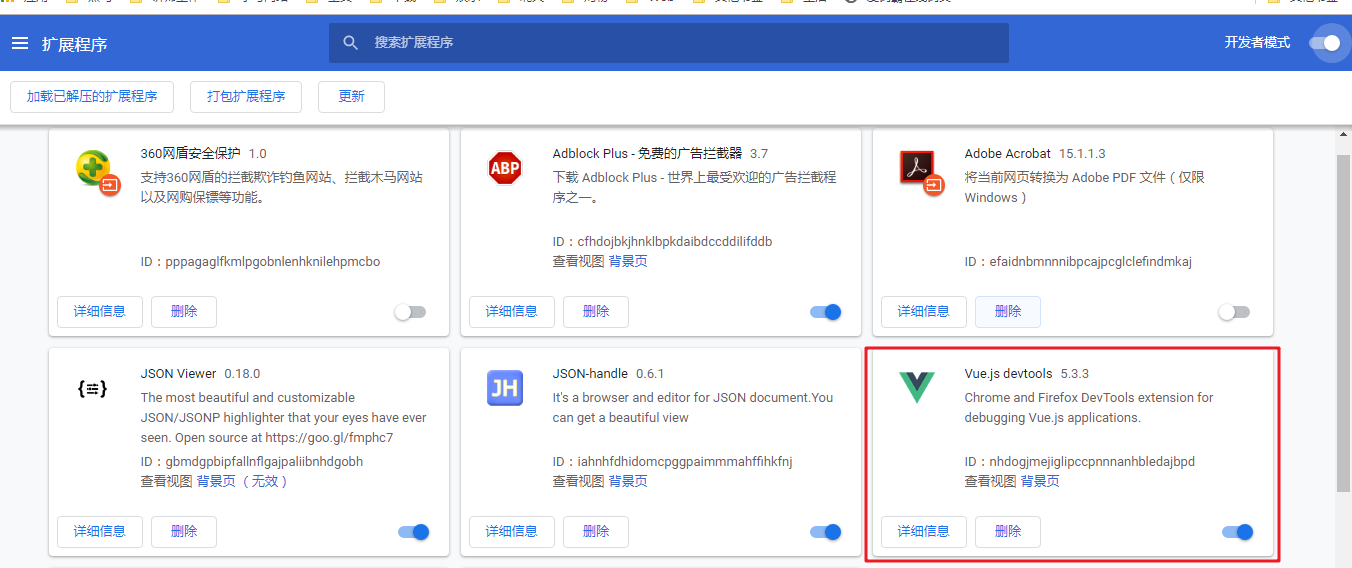 扩展程序
搜索扩展程序
开发者模式
加载已解压的扩展程序
打包扩展程序
更新
360网盾安全保护 1.0
支持360网盾的拦截欺诈钓鱼网站、拦截木马网站
以及网购保镖等功能。
ID：pppagaglfkmlpgobnlenhknilehpmcbo
详细信息
删除
ABP
Adblock Plus - 免费的广告拦截器 3.7
下载 Adblock Plus - 世界上最受欢迎的广告拦截程
序之一。
ID：cfhdojbkjhnklbpkdaibdccddilifddb
查看视图 背景页
详细信息
删除
Adobe Acrobat 15.1.1.3
将当前网页转换为 Adobe PDF 文件（仅限
Windows）
ID：efaidnbmnnnibpcajpcglclefindmkaj
详细信息
删除
JSON Viewer 0.18.0
The most beautiful and customizable
JSON/JSONP highlighter that your eyes have ever
seen. Open source at https://goo.gl/fmphc7
ID：gbmdgpbipfallnflgajpaliibnhdgobh
查看视图 背景页（无效）
详细信息
删除
JH
JSON-handle 0.6.1
It's a browser and editor for JSON document.You
can get a beautiful view
ID：iahnhfdhidomcpggpaimmmahffihkfnj
查看视图 背景页
详细信息
删除
Vue.js devtools 5.3.3
Chrome and Firefox DevTools extension for
debugging Vue.js applications.
ID：nhdogjmejiglipccpnnnanhbledajbpd
查看视图 背景页
详细信息
删除